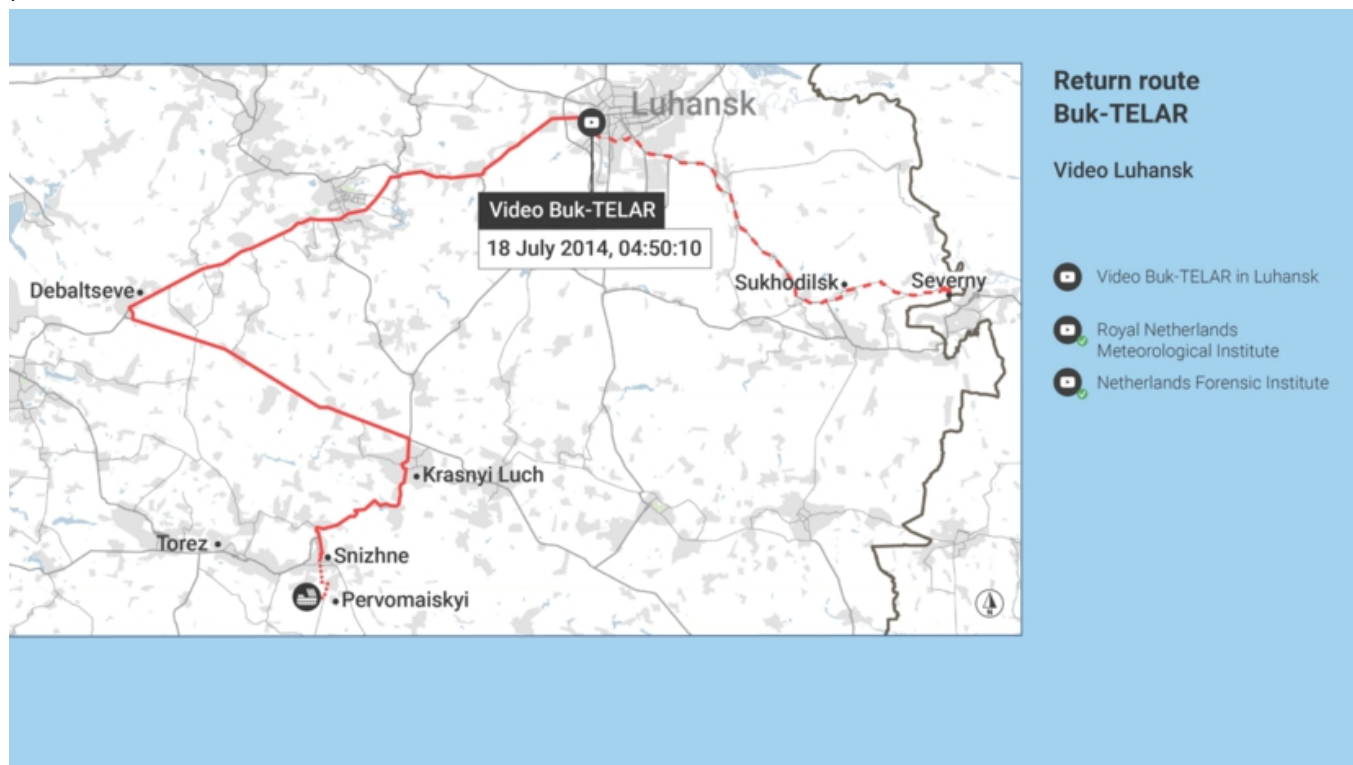 Return route
Buk-TELAR
Video Luhansk
Luhansk
Video Buk-TELAR
18 July 2014, 04:50:10
Debaltseve
Sukhodilsk
Severny
Krasnyi Luch
Torez
Snizhne
Pervomaiskyi
N
Video Buk-TELAR in Luhansk
Royal Netherlands
Meteorological Institute
Netherlands Forensic Institute